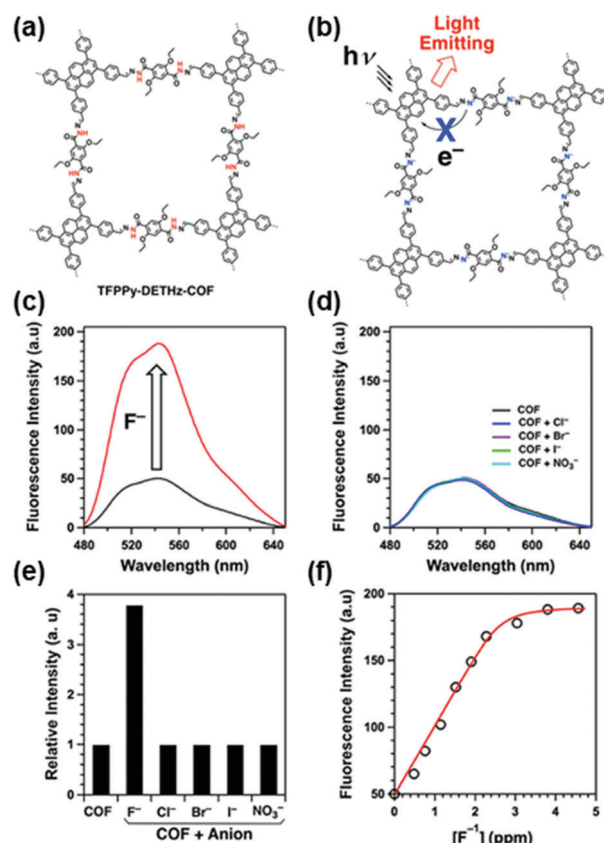 (a)
(b)
Light
Emitting
hν
X
e⁻
TFPPy-DETHz-COF
(c)
(d)
Fluorescence Intensity (a.u)
200
150
100
50
0
F⁻
480
520
560
600
640
Wavelength (nm)
Fluorescence Intensity (a.u)
200
150
100
50
0
COF
COF + Cl⁻
COF + Br⁻
COF + I⁻
COF + NO₃⁻
480
520
560
600
640
Wavelength (nm)
(e)
(f)
Relative Intensity (a. u)
4
3
2
1
0
COF
F⁻
Cl⁻
Br⁻
I⁻
NO₃⁻
COF + Anion
Fluorescence Intensity (a.u)
200
150
100
50
0
1
2
3
4
5
[F⁻¹] (ppm)